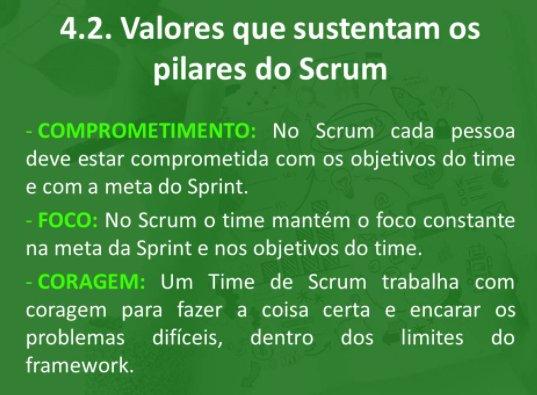 4.2. Valores que sustentam os
pilares do Scrum
- COMPROMETIMENTO: No Scrum cada pessoa
deve estar comprometida com os objetivos do time
e com a meta do Sprint.
- FOCO: No Scrum o time mantém o foco constante
na meta da Sprint e nos objetivos do time.
- CORAGEM: Um Time de Scrum trabalha com
coragem para fazer a coisa certa e encarar os
problemas difíceis, dentro dos limites do
framework.